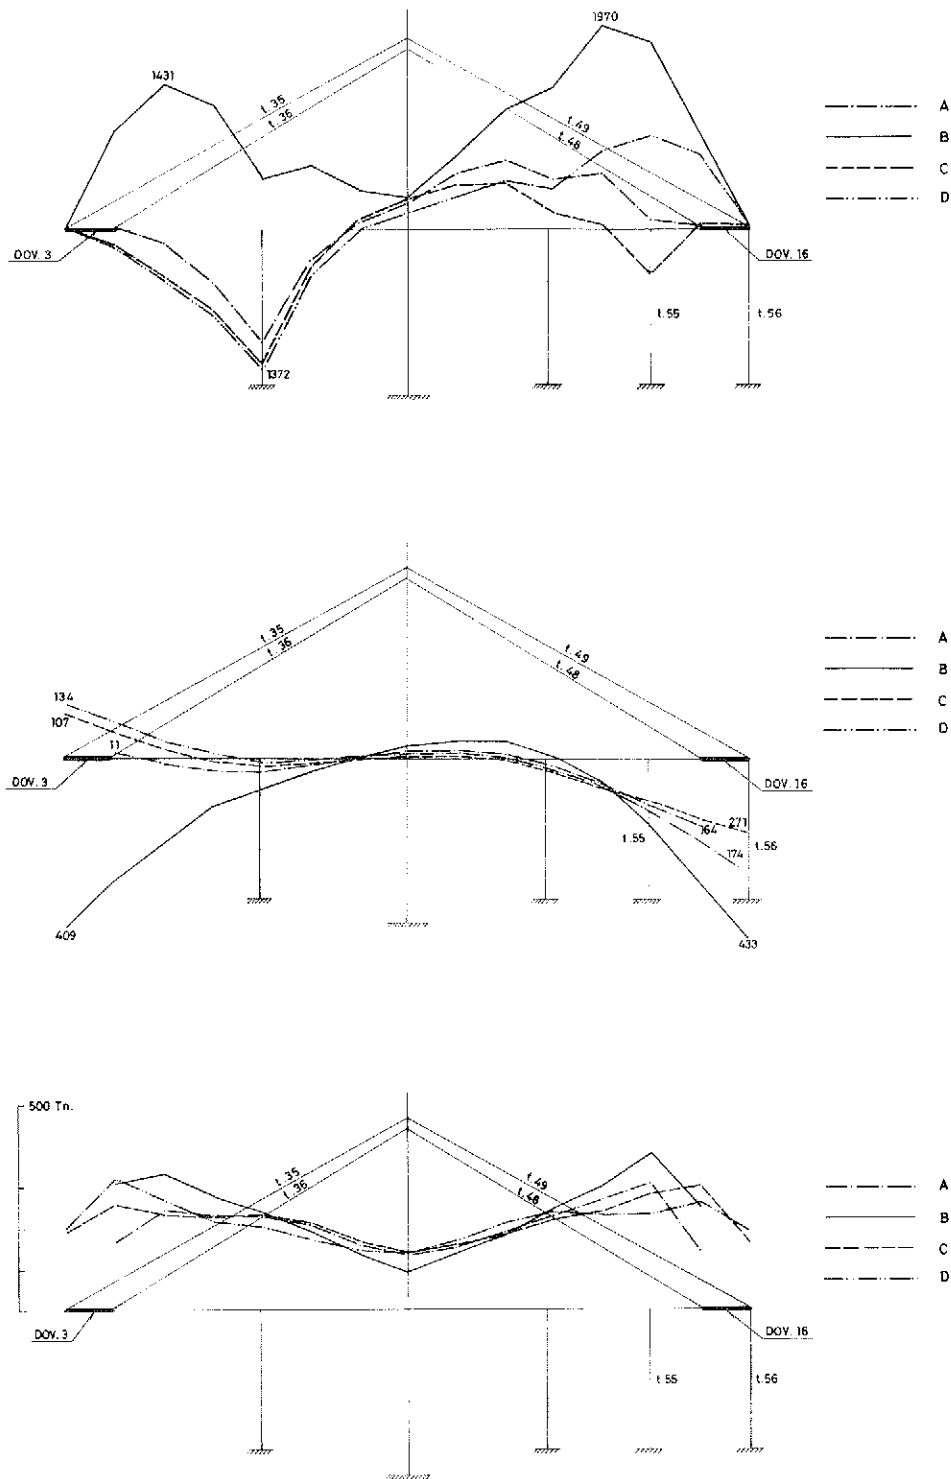 1970
1431
t. 35
t. 36
t. 49
t. 48
A
B
C
D
DOV. 3
DOV. 16
t.55
t.56
1372
t.35
t. 36
t. 49
t. 48
A
B
C
D
134
107
11
DOV. 3
DOV. 16
t.55
164
271
t.56
174
409
433
500 Tn.
t. 35
t. 36
t. 49
t. 48
A
B
C
D
DOV. 3
DOV. 16
t.55
t.56